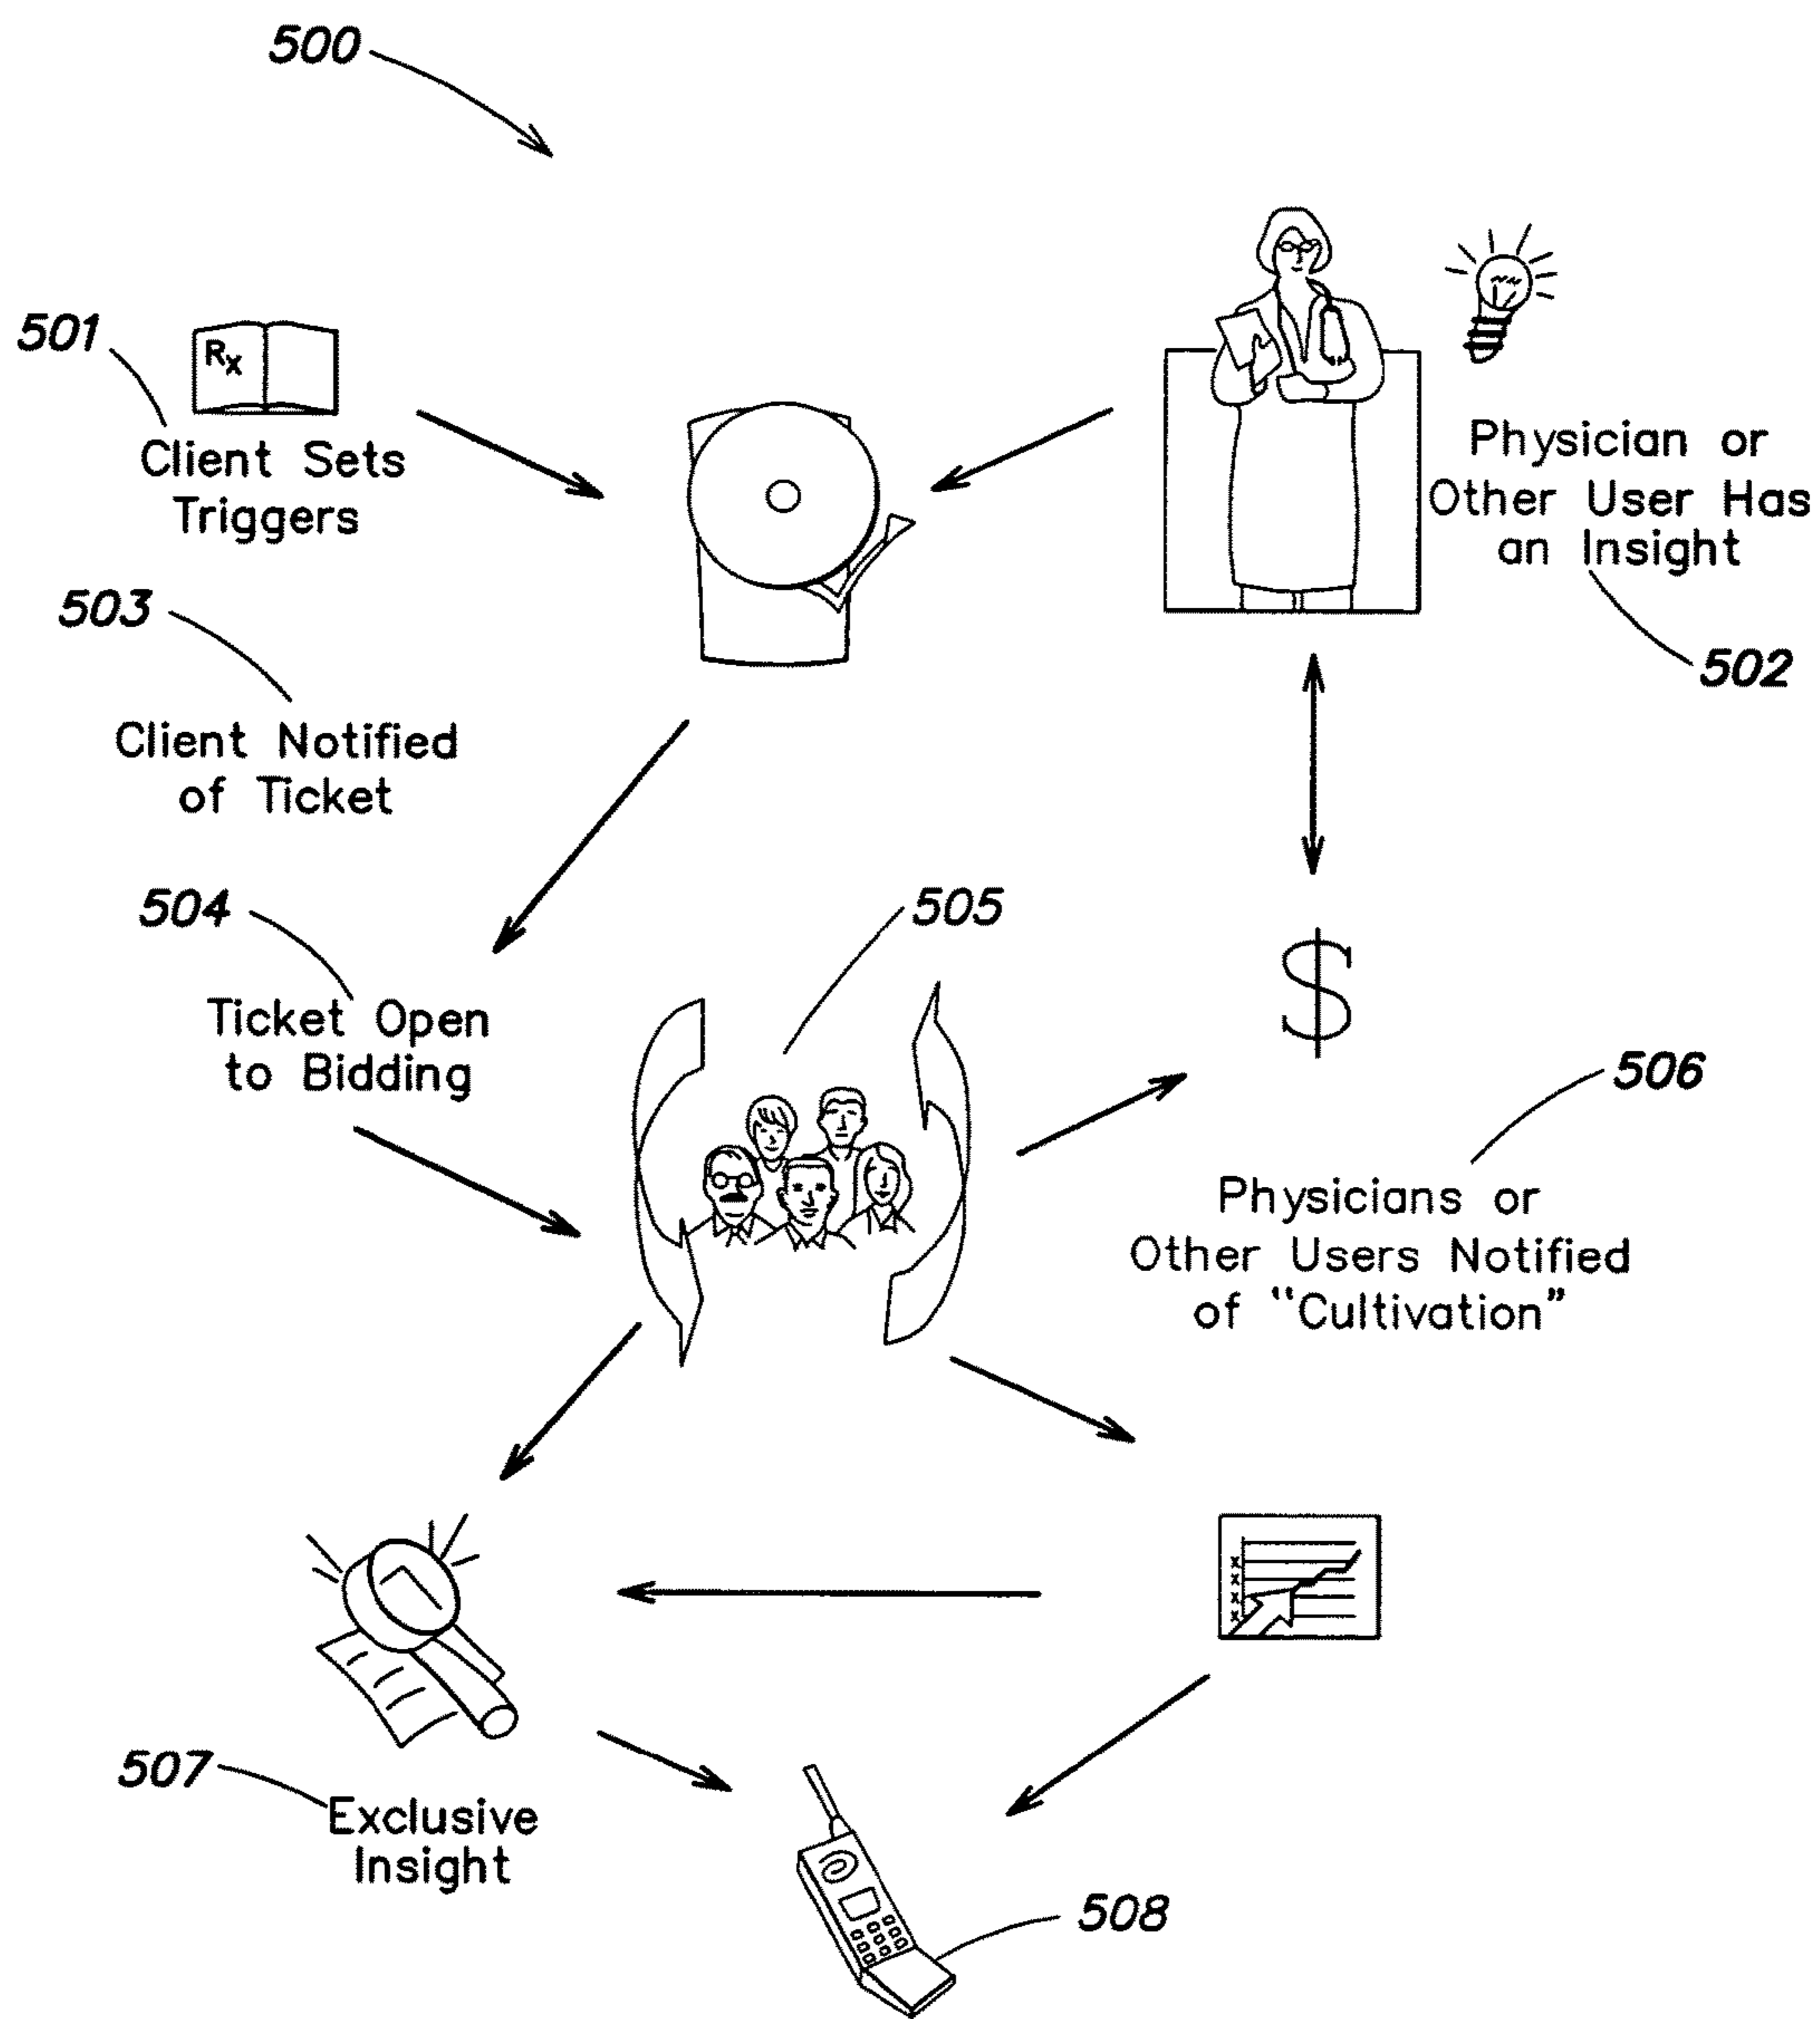 500
501
Rx
Client Sets
Triggers
Physician or
Other User Has
an Insight
502
503
Client Notified
of Ticket
504
Ticket Open
to Bidding
505
$
506
Physicians or
Other Users Notified
of "Cultivation"
x
x
x
x
507
Exclusive
Insight
508